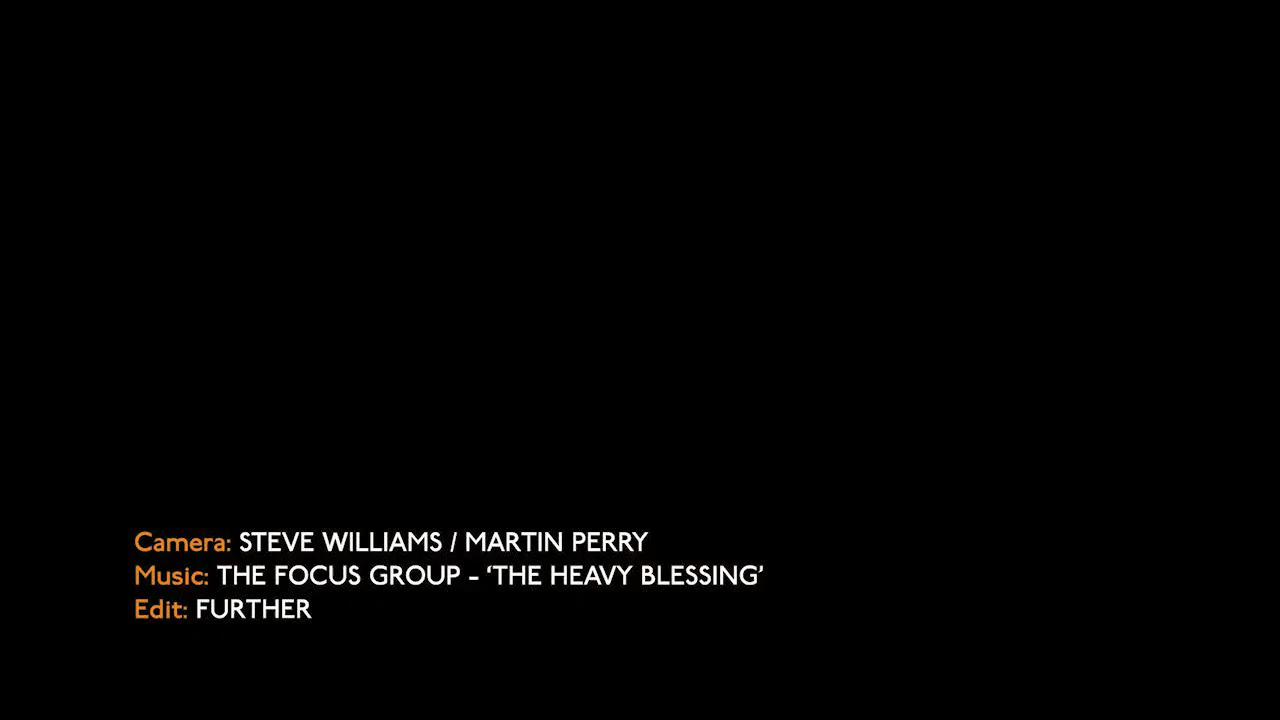 Camera: STEVE WILLIAMS / MARTIN PERRY
Music: THE FOCUS GROUP - ‘THE HEAVY BLESSING’
Edit: FURTHER